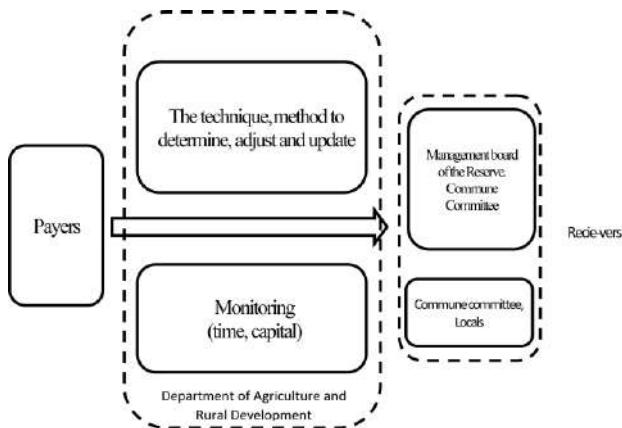 Payers
The technique, method to
determine, adjust and update
Monitoring
(time, capital)
Department of Agriculture and
Rural Development
Management board
of the Reserve.
Commune
Committee
Commune committee,
Locals
Recie-vers